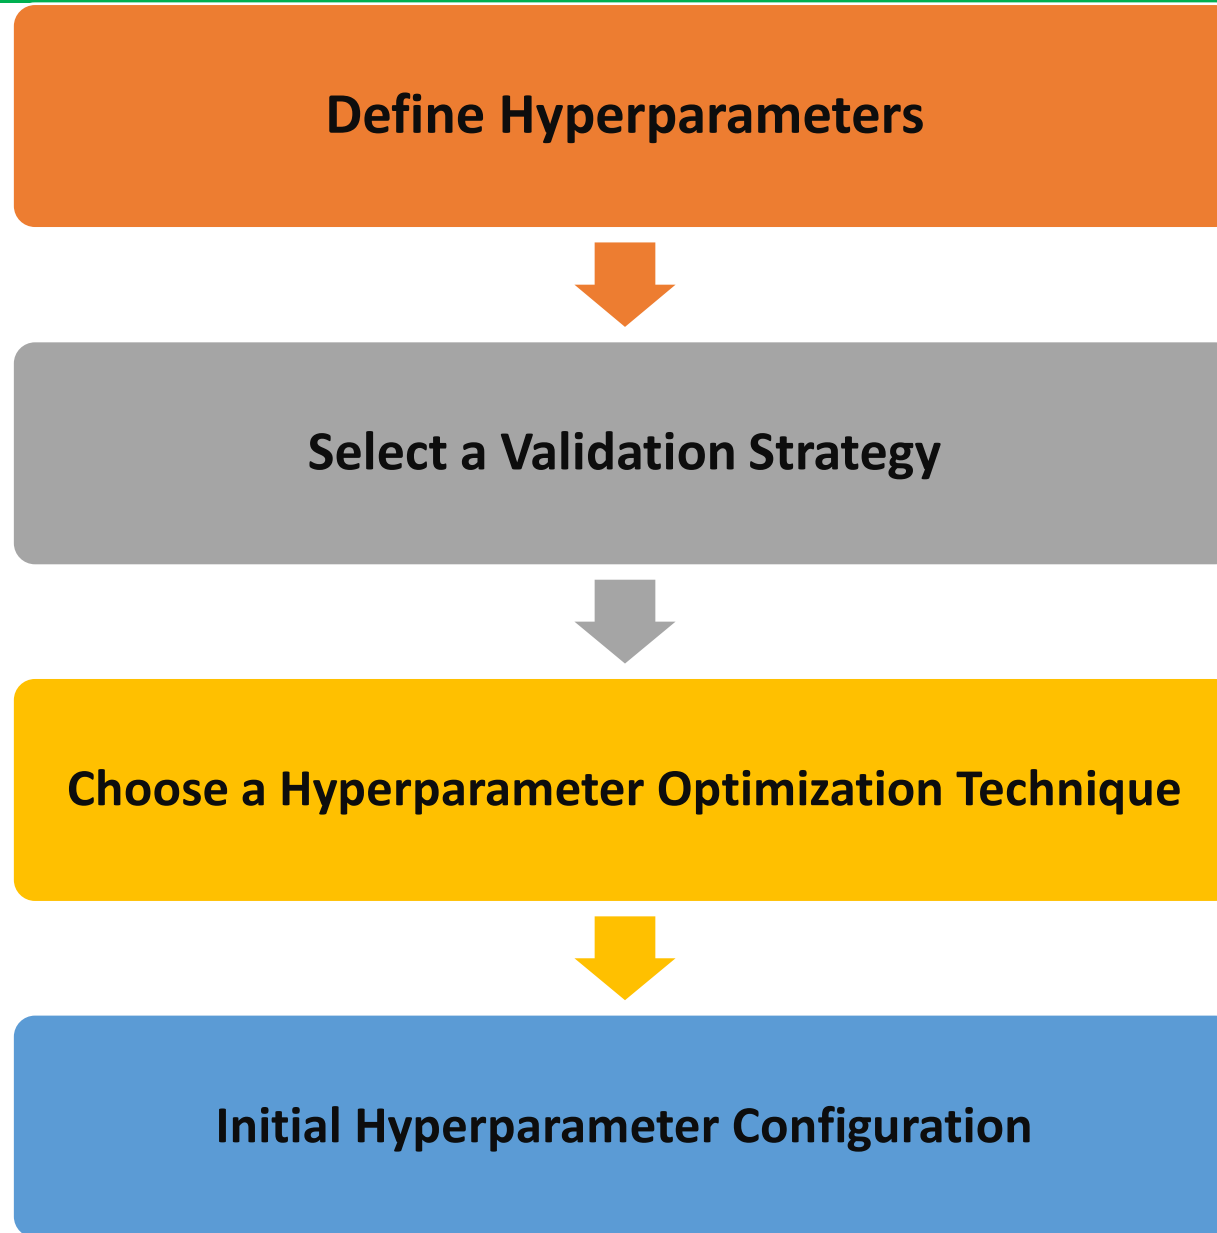 Define Hyperparameters
Select a Validation Strategy
Choose a Hyperparameter Optimization Technique
Initial Hyperparameter Configuration